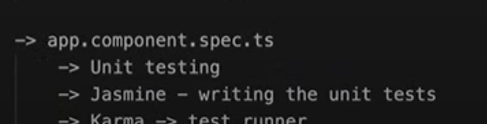 -> app.component.spec.ts
-> Unit testing
-> Jasmine - writing the unit tests
-> Karma -> test runner